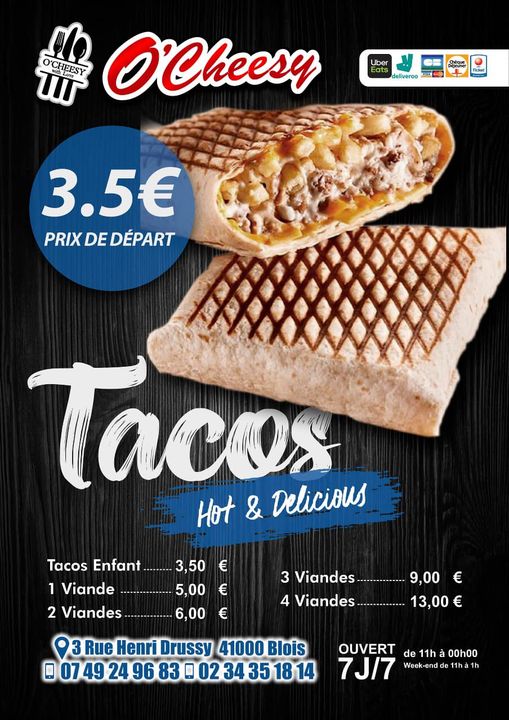 O'CHEESY
with Love
O'Cheesy
Uber
Eats
deliveroo
Chèque
Déjeuner
Ticket
3.5€
PRIX DE DÉPART
Tacos
Hot & Delicious
Tacos Enfant .......... 3,50 €
1 Viande .................. 5,00 €
2 Viandes ................ 6,00 €
3 Viandes ................ 9,00 €
4 Viandes ................ 13,00 €
3 Rue Henri Drussy 41000 Blois
07 49 24 96 83 02 34 35 18 14
OUVERT
7J/7
de 11h à 00h00
Week-end de 11h à 1h